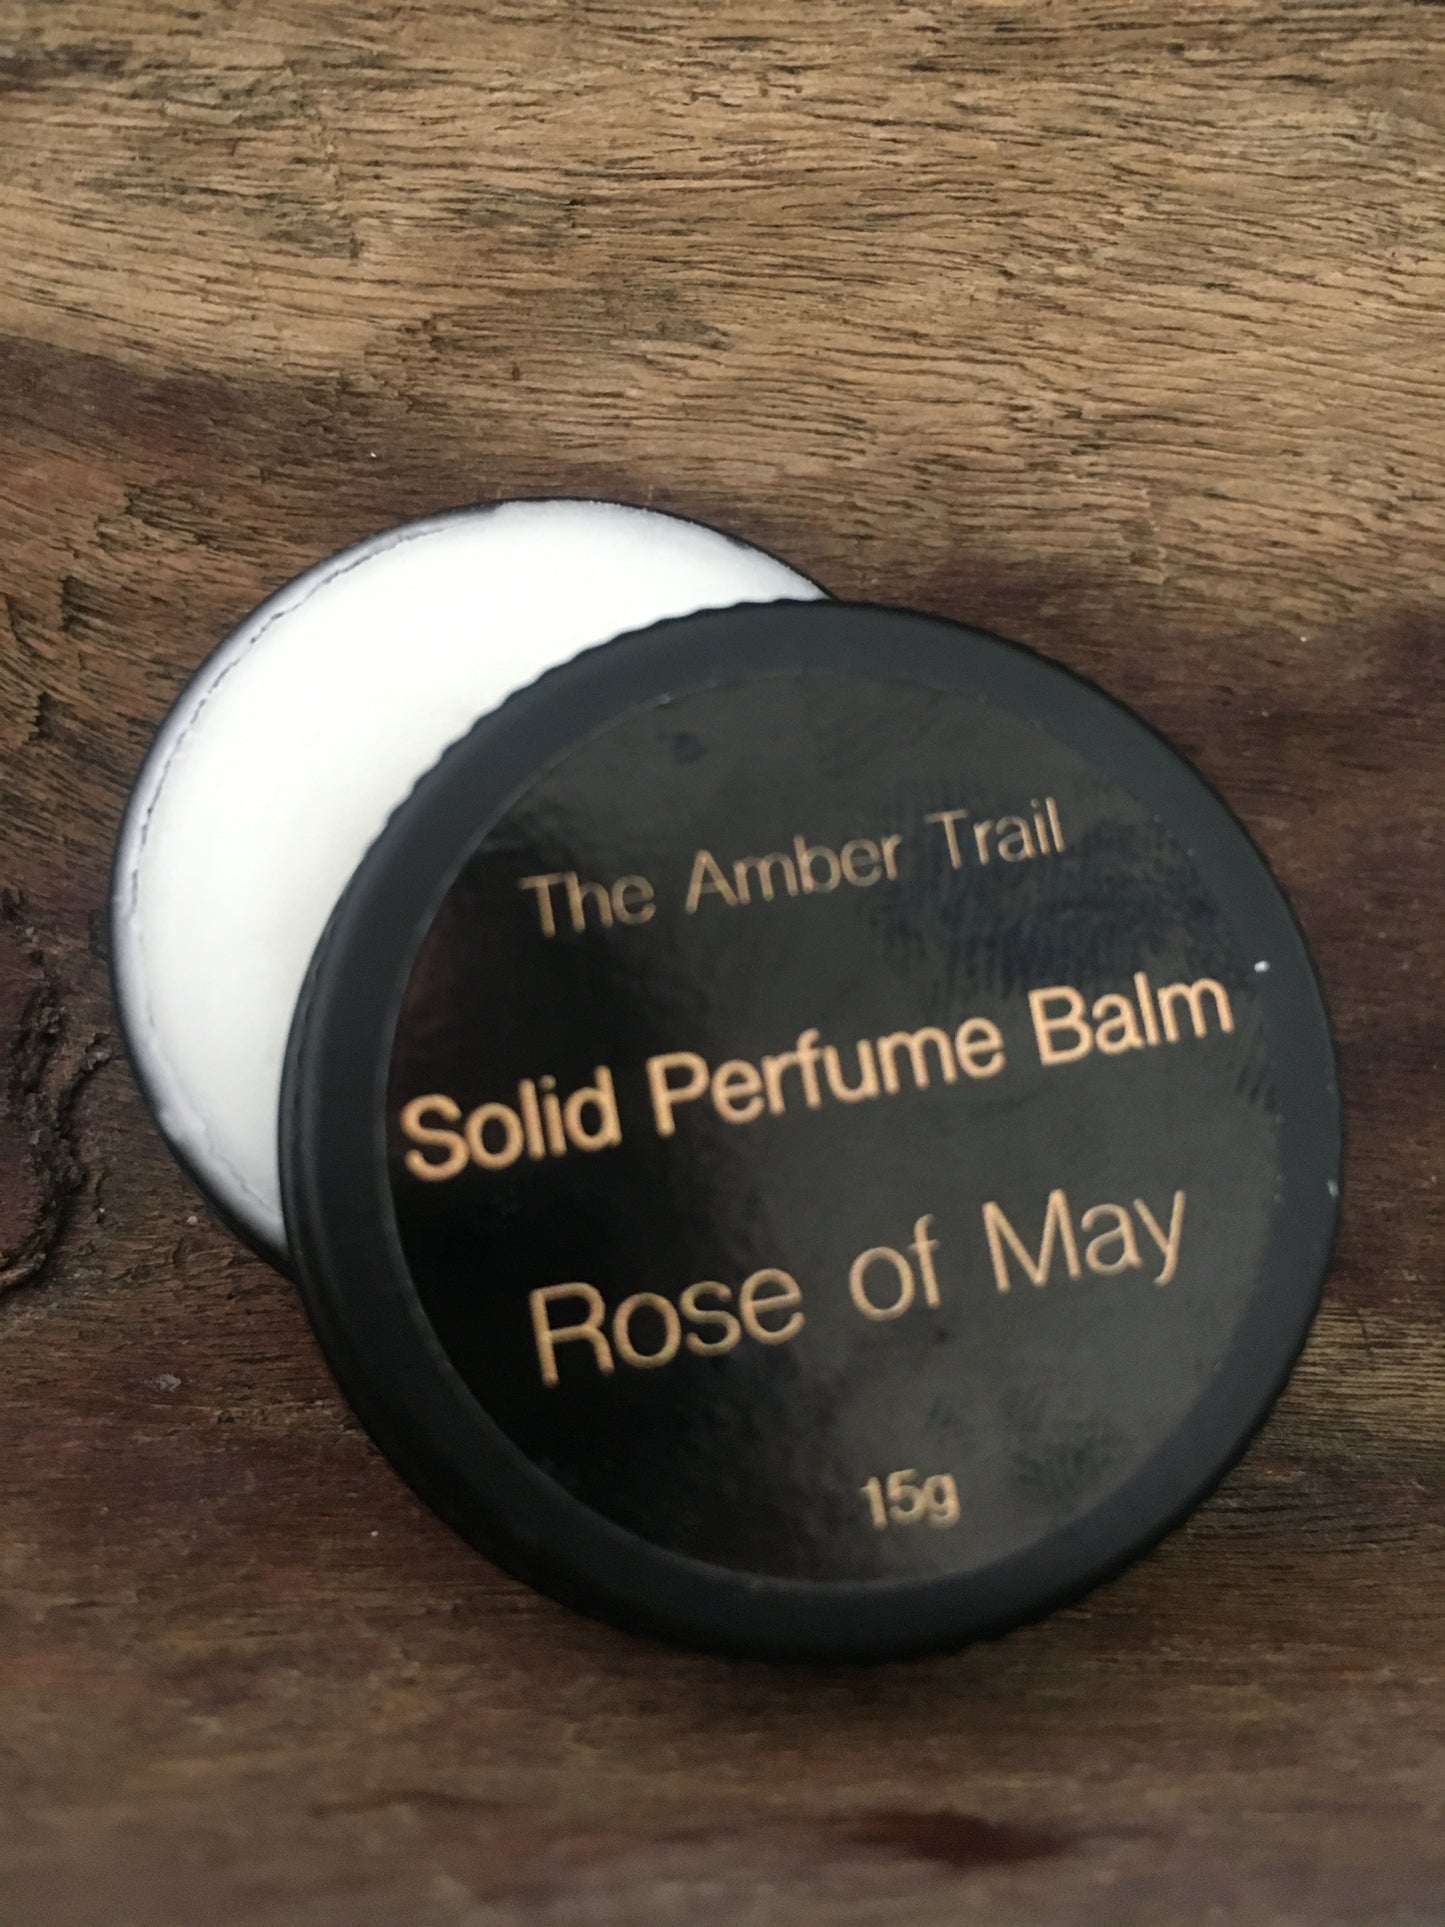 The Amber Trail
Solid Perfume Balm
Rose of May
15g